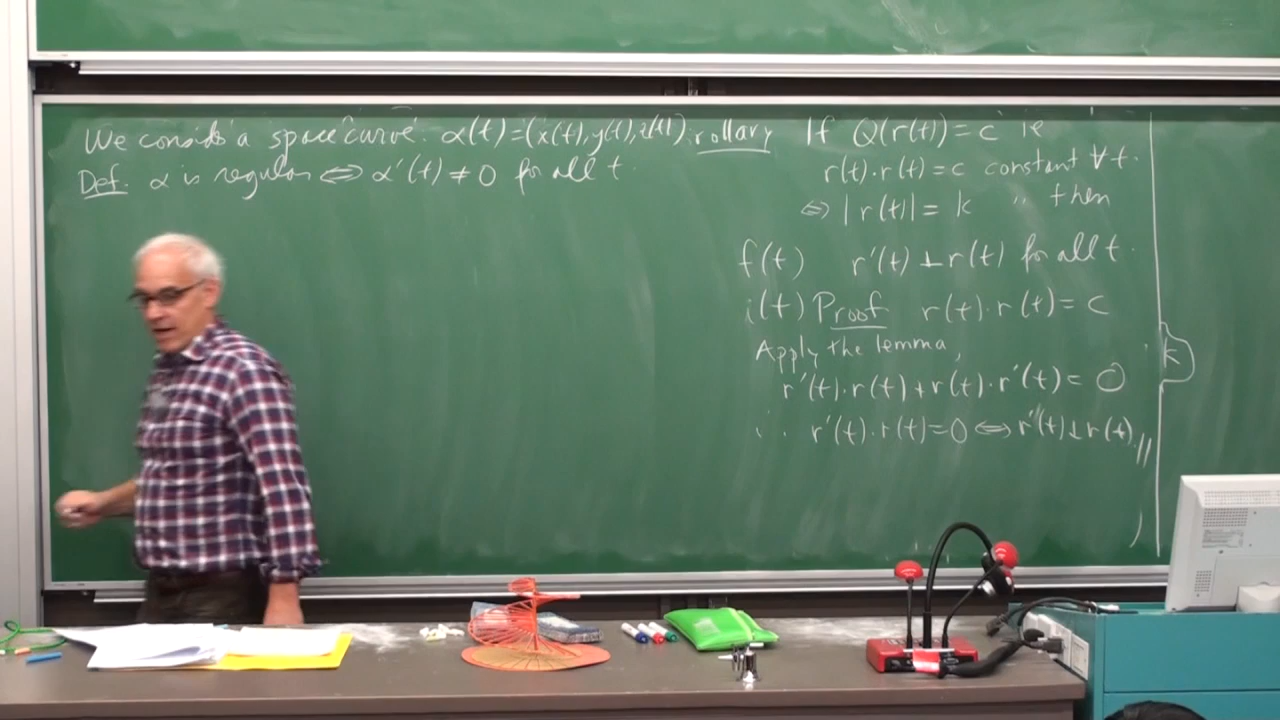 We consider a space curve. α(t)=(x(t),y(t),z(t))
Def. α is regular ⇔ α'(t) ≠ 0 for all t.
rollary If Q(r(t)) = c ie
r(t)·r(t) = c constant ∀t.
⇔ |r(t)| = k " then
f(t) r'(t) ⊥ r(t) for all t.
(t) Proof r(t)·r(t) = c
Apply the lemma,
r'(t)·r(t)+r(t)·r'(t) = 0
∴ r'(t)·r(t)=0 ⇔ r'(t)⊥r(t). //
k